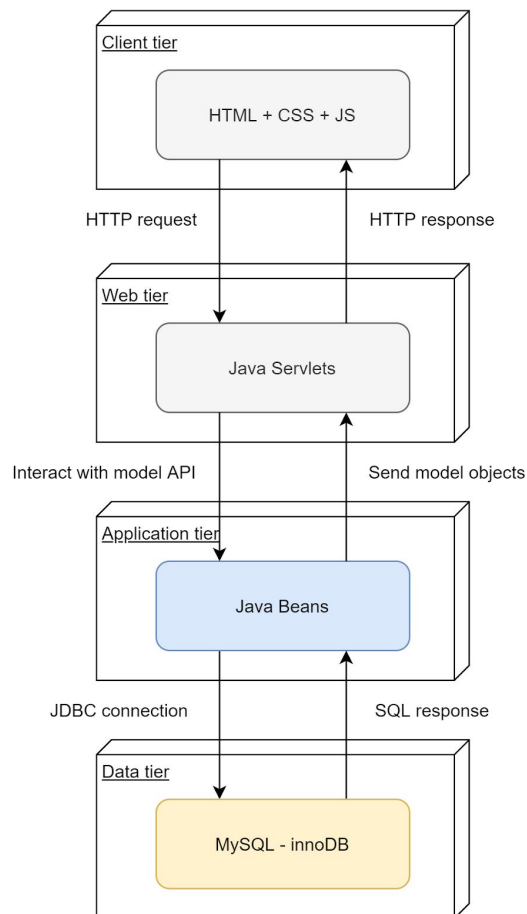 Client tier
HTML + CSS + JS
HTTP request
HTTP response
Web tier
Java Servlets
Interact with model API
Send model objects
Application tier
Java Beans
JDBC connection
SQL response
Data tier
MySQL - innoDB